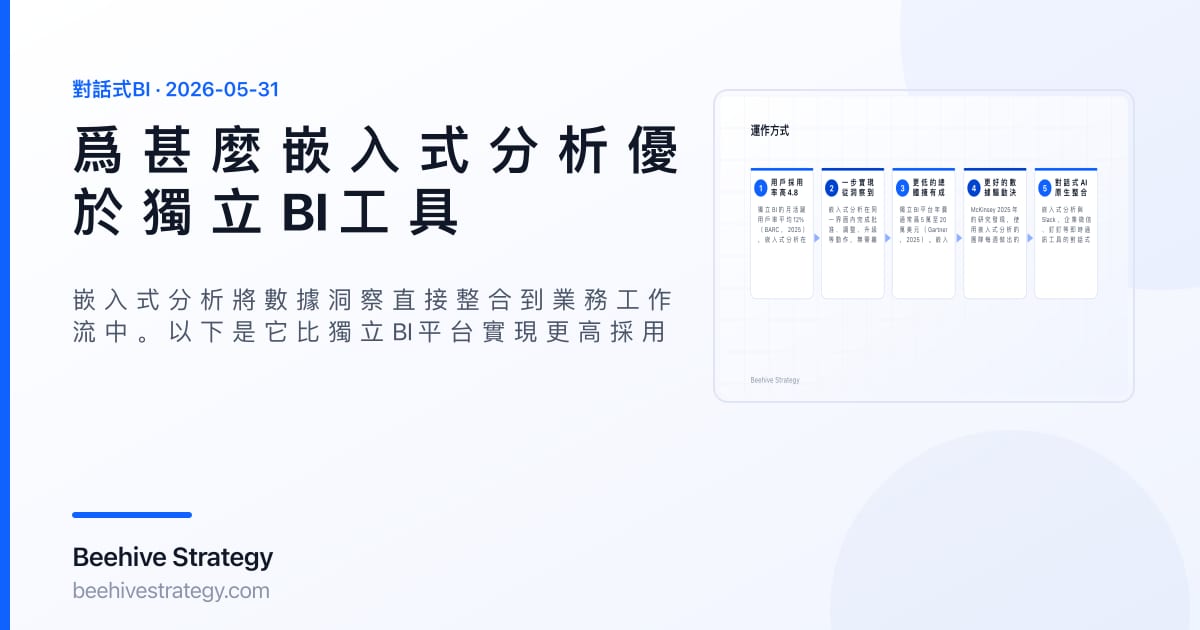 對話式BI · 2026-05-31
爲甚麼嵌入式分析優
於獨立BI工具
嵌入式分析將數據洞察直接整合到業務工作
流中。以下是它比獨立BI平台實現更高採用
Beehive Strategy
beehivestrategy.com
運作方式
1 用戶採用
率高4.8
獨立BI的月活躍
用戶率平均12%
（BARC，2025）
，嵌入式分析在
2 一步實現
從洞察到
嵌入式分析在同
一界面內完成批
准、調整、升級
等動作，無需離
3 更低的總
體擁有成
獨立BI平台年費
通常爲5萬至20
萬美元（Gartner
，2025）。嵌入
4 更好的數
據驅動決
McKinsey 2025年
的研究發現，使
用嵌入式分析的
團隊每週做出的
5 對話式AI
原生整合
嵌入式分析與
Slack、企業微信
、釘釘等即時通
訊工具的對話式
Beehive Strategy